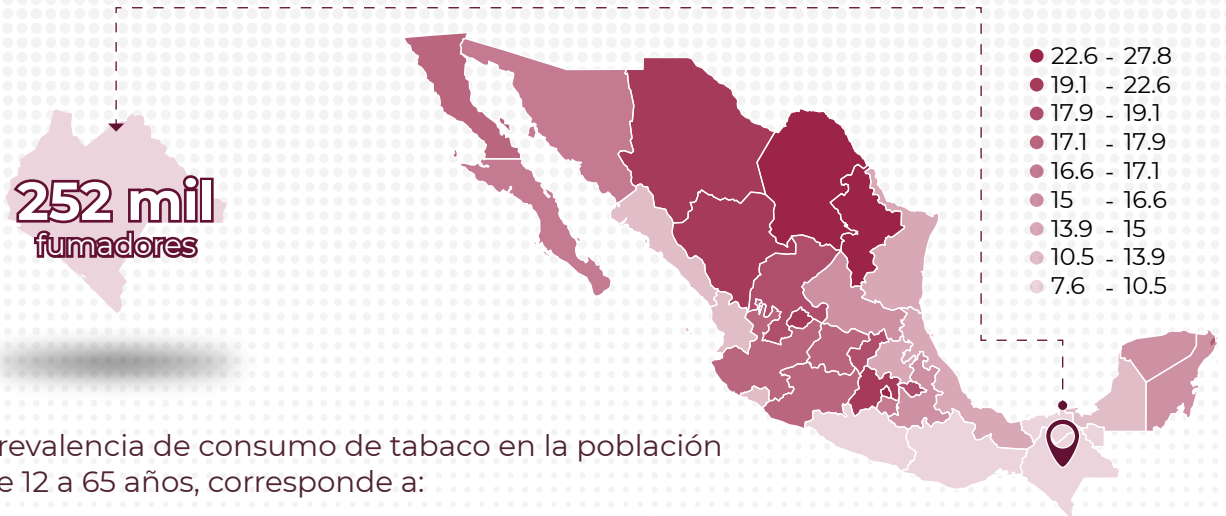 22.6 - 27.8
19.1 - 22.6
17.9 - 19.1
17.1 - 17.9
16.6 - 17.1
15 - 16.6
13.9 - 15
10.5 - 13.9
7.6 - 10.5
252 mil
fumadores
revalencia de consumo de tabaco en la población
e 12 a 65 años, corresponde a: